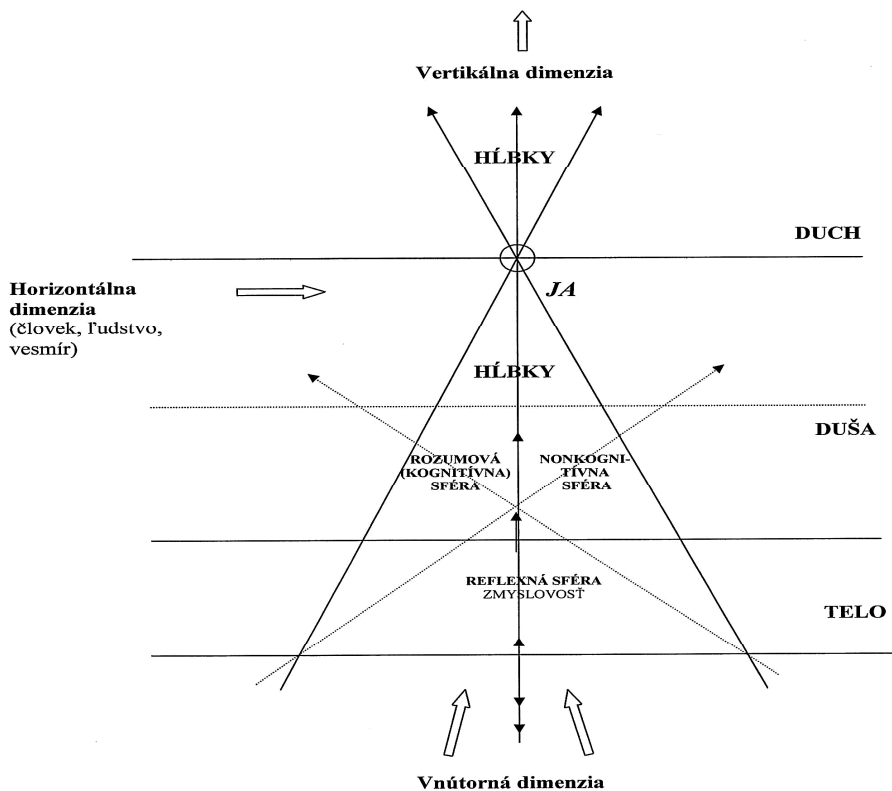 Vertikálna dimenzia
HĹBKY
DUCH
JA
Horizontálna
dimenzia
(človek, ľudstvo,
vesmír)
HĹBKY
DUŠA
ROZUMOVÁ
(KOGNITÍVNA)
SFÉRA
NONKOGNI-
TÍVNA
SFÉRA
REFLEXNÁ SFÉRA
ZMYSLOVOSŤ
TELO
Vnútorná dimenzia